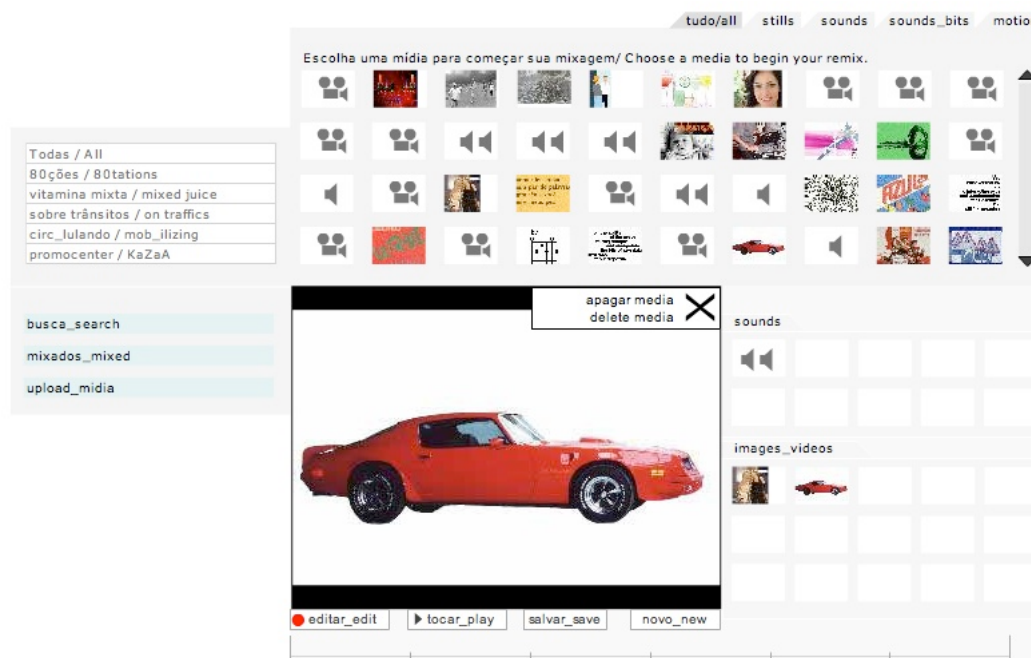 tudo/all stills sounds sounds_bits motio
Escolha uma mídia para começar sua mixagem/ Choose a media to begin your remix.
Todas / All
80ções / 80tations
vitamina mixta / mixed juice
sobre trânsitos / on traffics
circ_lulando / mob_ilizing
promocenter / KaZaA
busca_search
mixados_mixed
upload_midia
apagar media
delete media
sounds
images_videos
editar_edit
tocar_play
salvar_save
novo_new